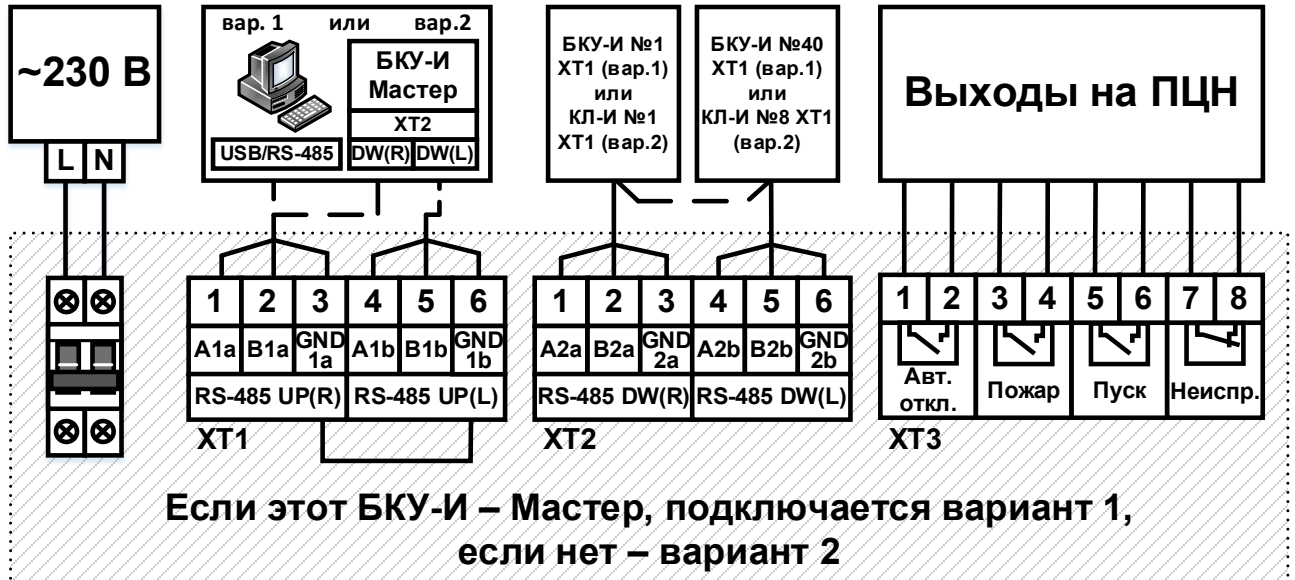 ~230 В
L N
вар. 1 или вар.2
БКУ-И
Мастер
XT2
USB/RS-485 DW(R) DW(L)
БКУ-И №1
XT1 (вар.1)
или
КЛ-И №1
XT1 (вар.2)
БКУ-И №40
XT1 (вар.1)
или
КЛ-И №8 XT1
(вар.2)
Выходы на ПЦН
1 2 3 4 5 6
A1a B1a GND 1a A1b B1b GND 1b
RS-485 UP(R) RS-485 UP(L)
XT1
1 2 3 4 5 6
A2a B2a GND 2a A2b B2b GND 2b
RS-485 DW(R) RS-485 DW(L)
XT2
1 2 3 4 5 6 7 8
Авт.
откл.
Пожар Пуск Неиспр.
XT3
Если этот БКУ-И – Мастер, подключается вариант 1,
если нет – вариант 2